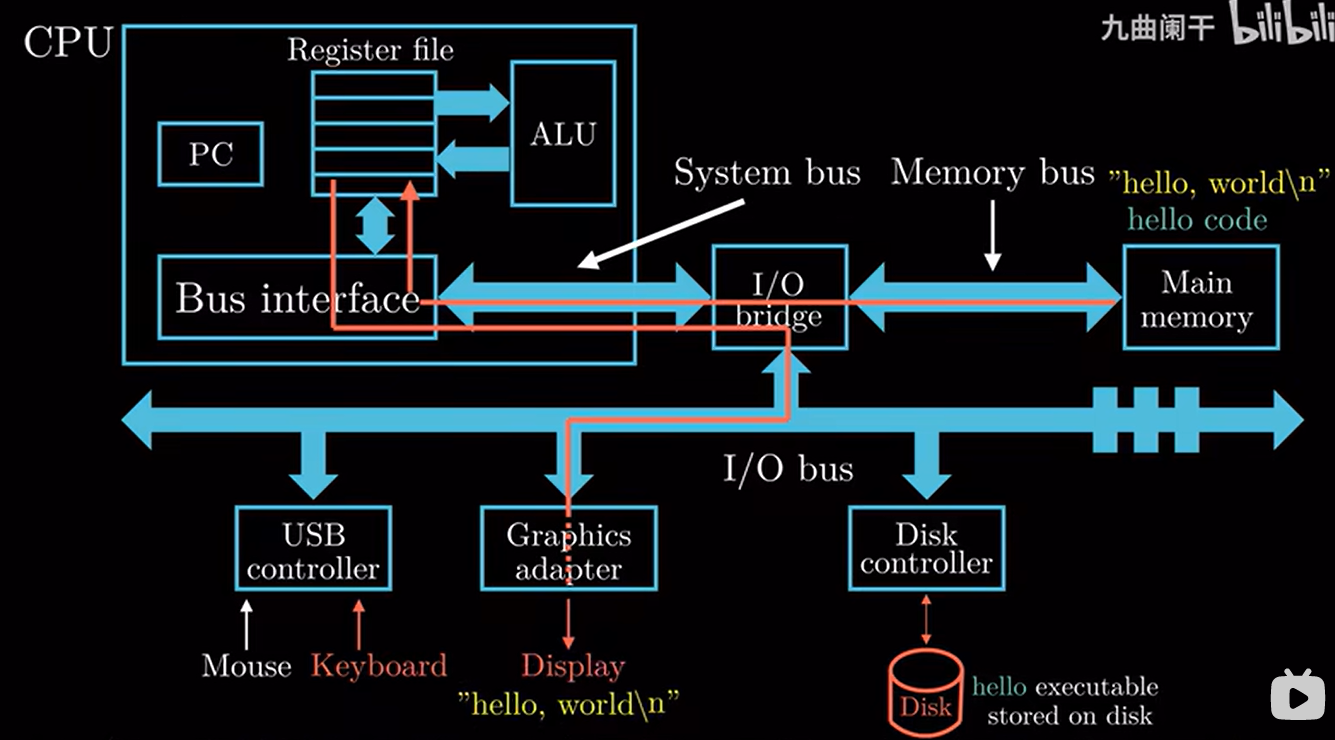 九曲阑干 bilibili
CPU
Register file
PC
ALU
System bus
Memory bus
"hello, world\n"
hello code
Bus interface
I/O
bridge
Main
memory
I/O bus
USB
controller
Graphics
adapter
Disk
controller
Mouse
Keyboard
Display
"hello, world\n"
Disk
hello executable
stored on disk